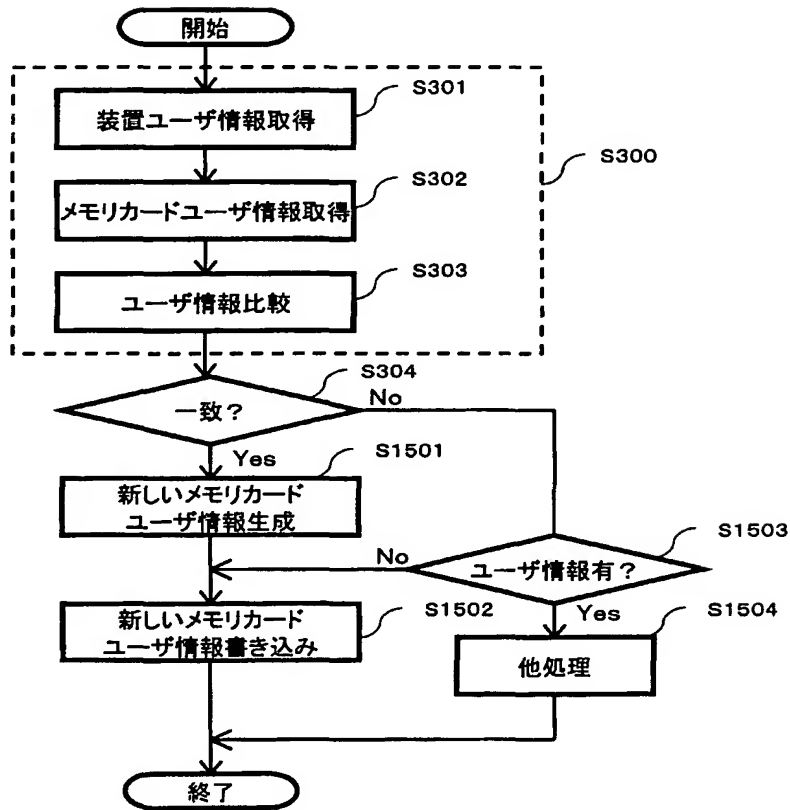 開始
S301
装置ユーザ情報取得
S300
S302
メモリカードユーザ情報取得
S303
ユーザ情報比較
S304
一致?
No
Yes
S1501
新しいメモリカード
ユーザ情報生成
No
S1503
ユーザ情報有?
S1502
新しいメモリカード
ユーザ情報書き込み
Yes
S1504
他処理
終了